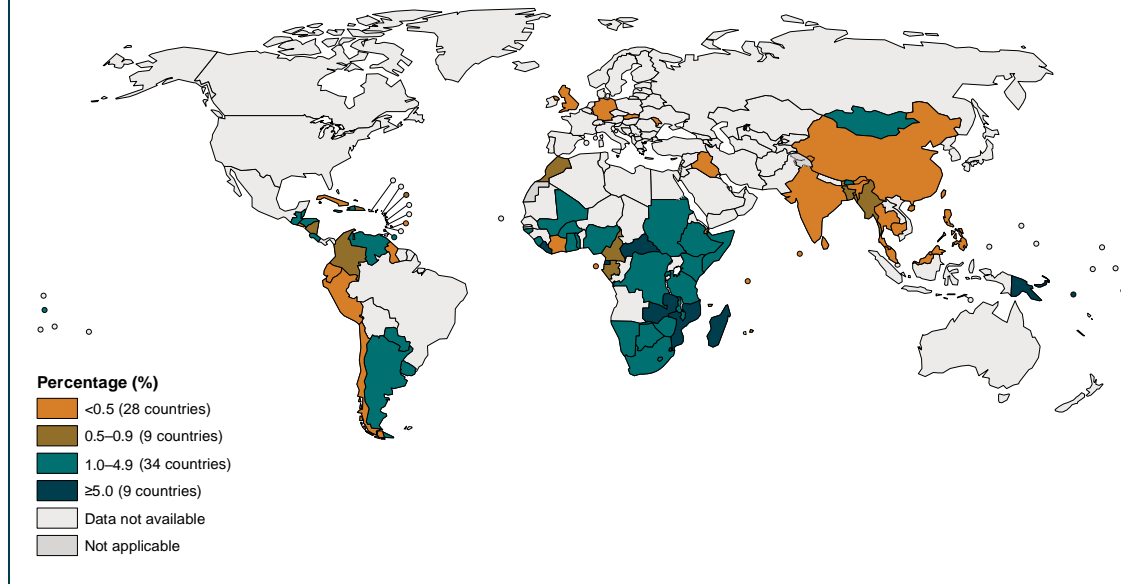 Percentage (%)
<0.5 (28 countries)
0.5–0.9 (9 countries)
1.0–4.9 (34 countries)
≥5.0 (9 countries)
Data not available
Not applicable